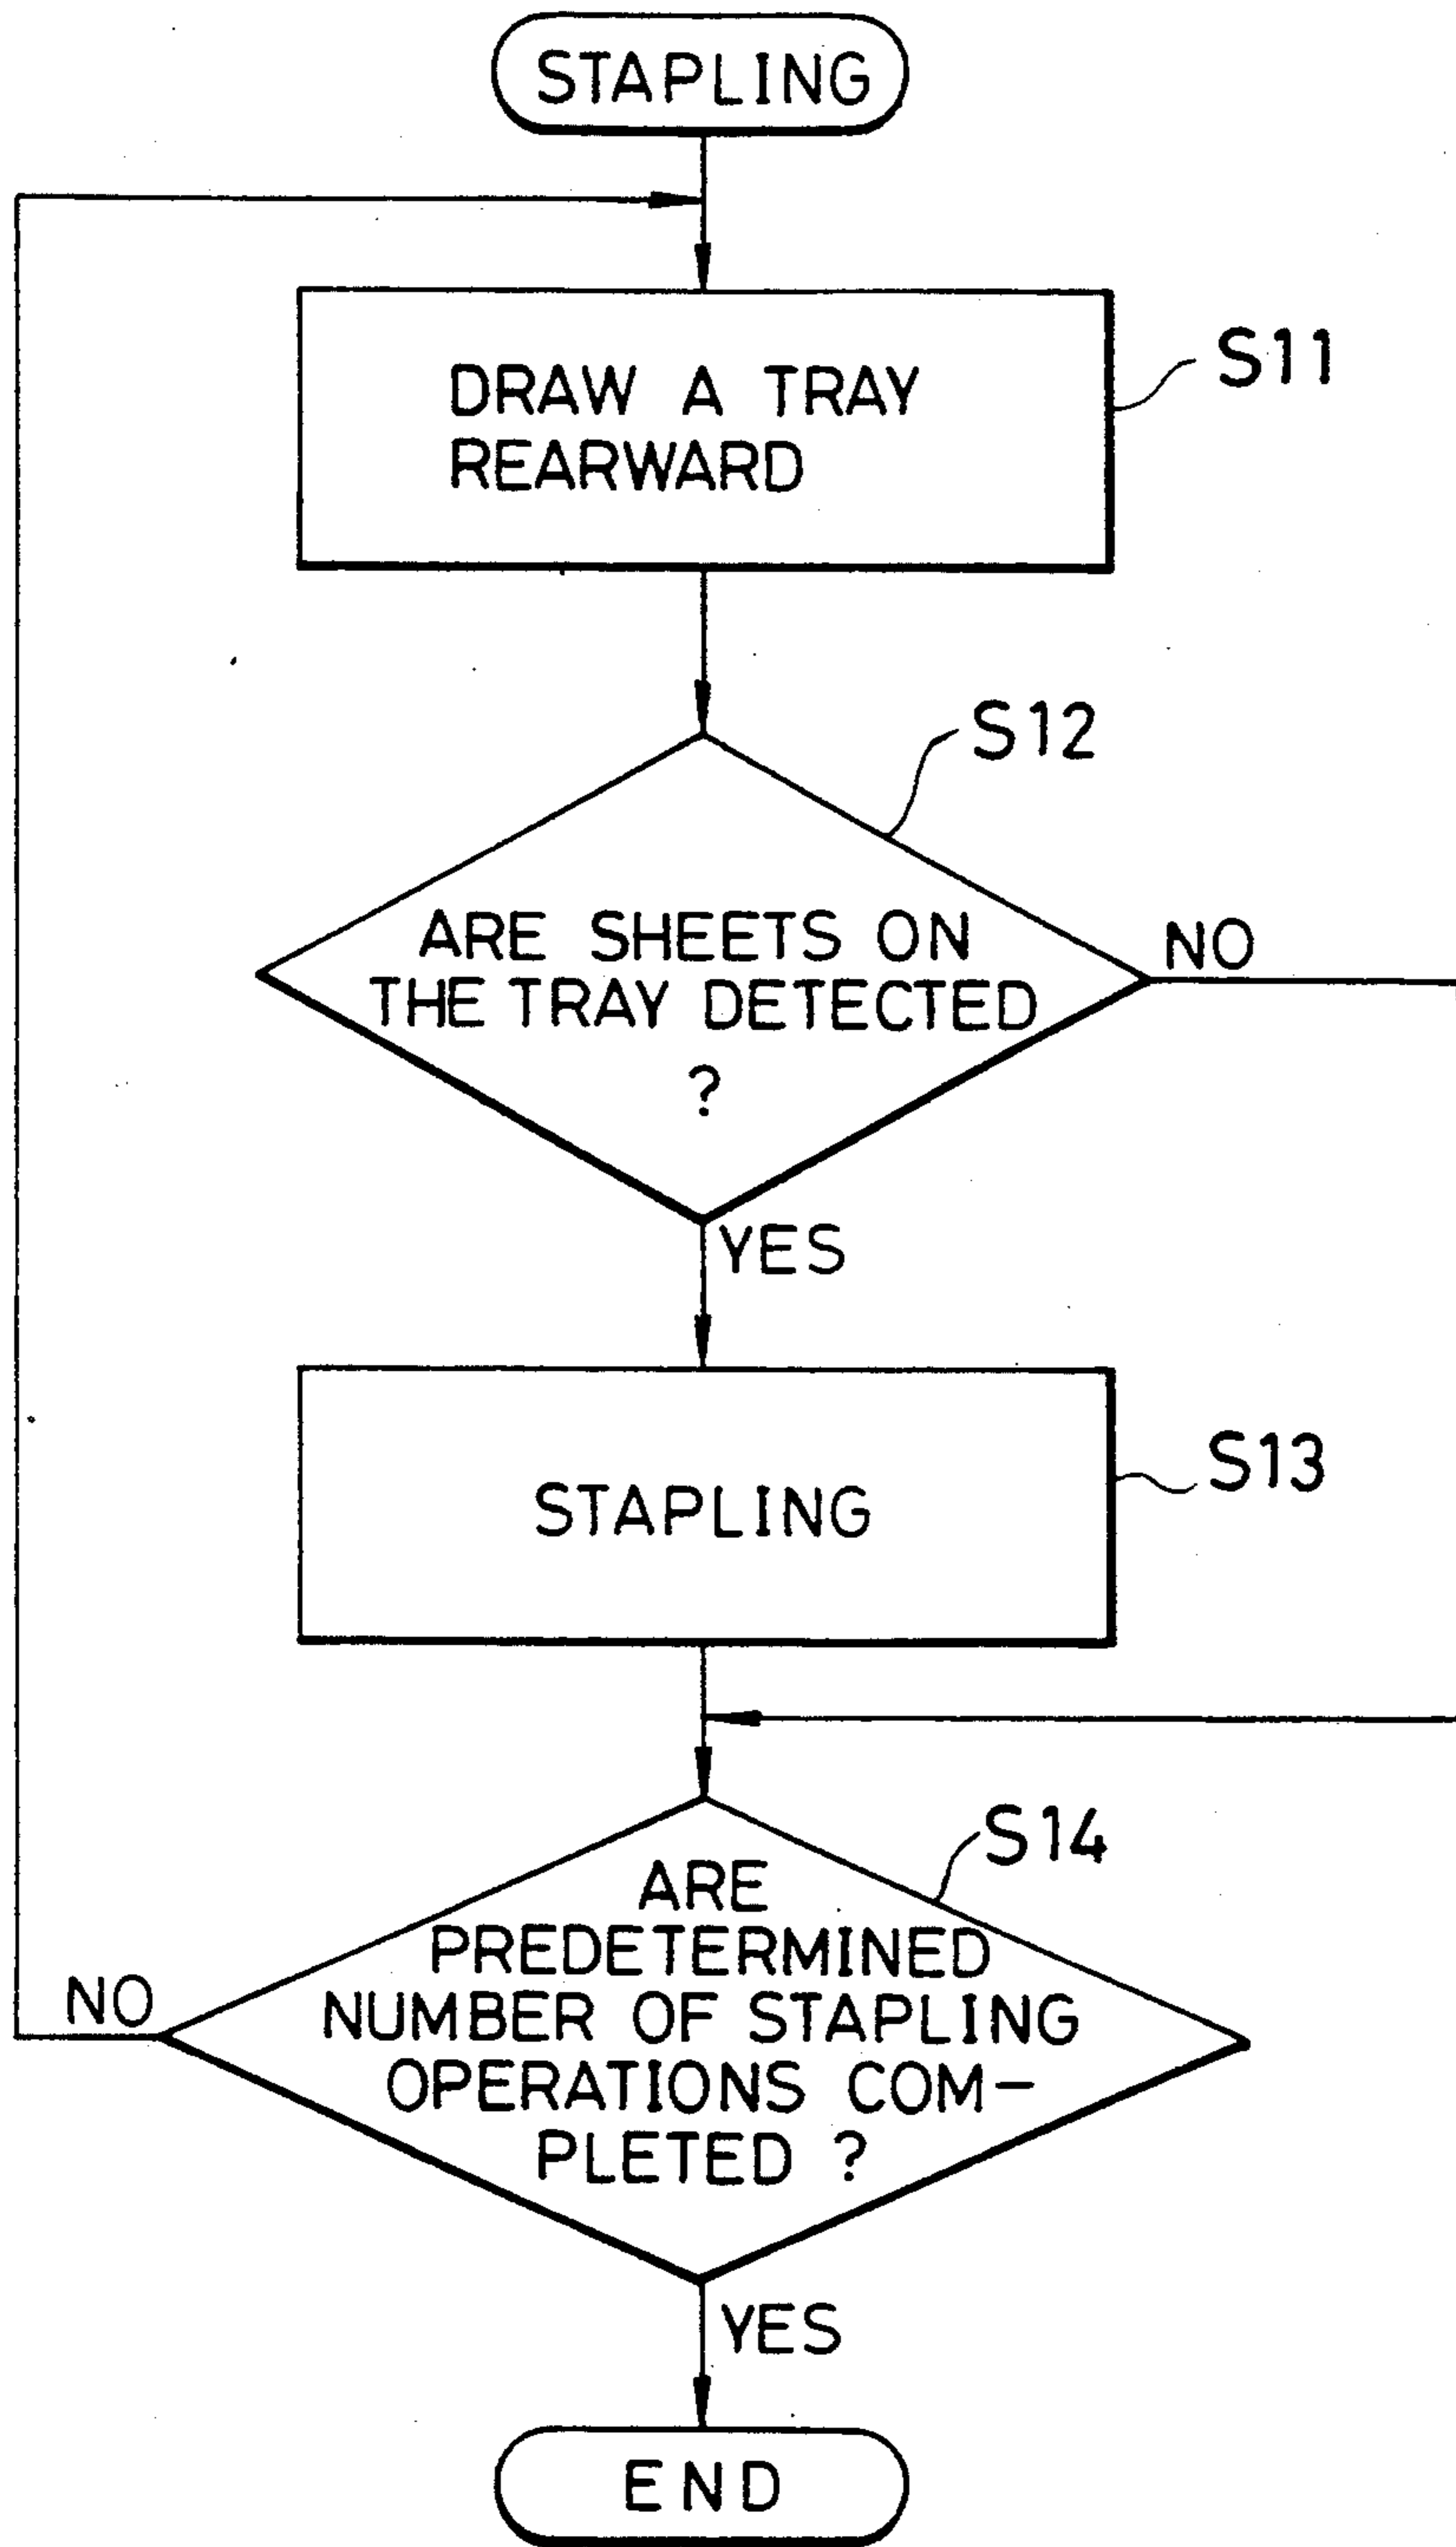 STAPLING
DRAW A TRAY
REARWARD
S11
S12
ARE SHEETS ON
THE TRAY DETECTED
?
NO
YES
STAPLING
S13
S14
ARE
PREDETERMINED
NUMBER OF STAPLING
OPERATIONS COM-
PLETED ?
NO
YES
END